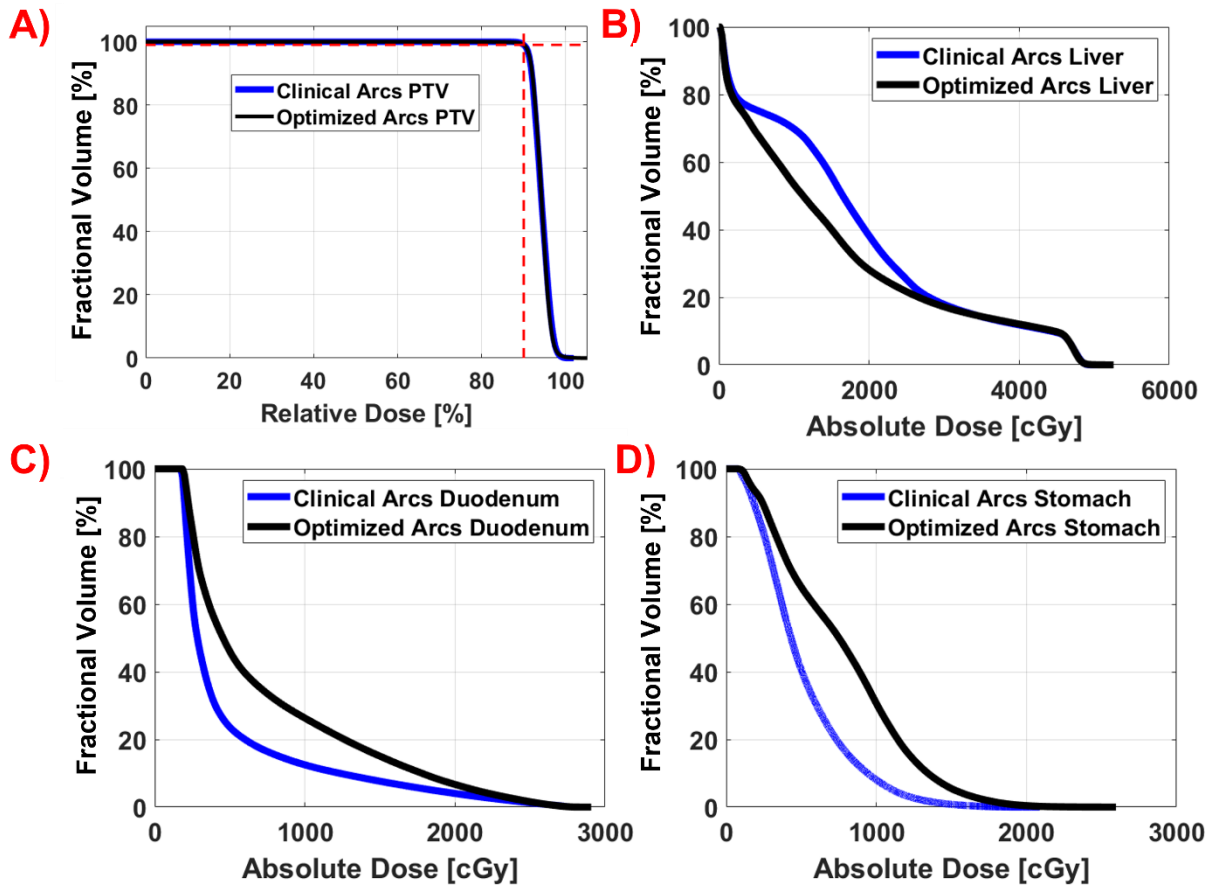 A)
Fractional Volume [%]
100
80
60
40
20
0
Clinical Arcs PTV
Optimized Arcs PTV
0 20 40 60 80 100
Relative Dose [%]
B)
Fractional Volume [%]
100
80
60
40
20
0
Clinical Arcs Liver
Optimized Arcs Liver
0 2000 4000 6000
Absolute Dose [cGy]
C)
Fractional Volume [%]
100
80
60
40
20
0
Clinical Arcs Duodenum
Optimized Arcs Duodenum
0 1000 2000 3000
Absolute Dose [cGy]
D)
Fractional Volume [%]
100
80
60
40
20
0
Clinical Arcs Stomach
Optimized Arcs Stomach
0 1000 2000 3000
Absolute Dose [cGy]